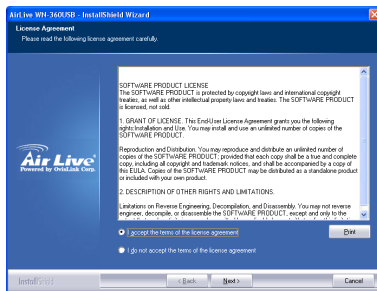 AirLive WN-360USB - InstallShield Wizard
License Agreement
Please read the following license agreement carefully.
SOFTWARE PRODUCT LICENSE
The SOFTWARE PRODUCT is protected by copyright laws and international copyright
treaties, as well as other intellectual property laws and treaties. The SOFTWARE PRODUCT
is licensed, not sold.
1. GRANT OF LICENSE. This End-User License Agreement grants you the following
rights:Installation and Use. You may install and use an unlimited number of copies of the
SOFTWARE PRODUCT.
Reproduction and Distribution. You may reproduce and distribute an unlimited number of
copies of the SOFTWARE PRODUCT; provided that each copy shall be a true and complete
copy, including all copyright and trademark notices, and shall be accompanied by a copy of
this EULA. Copies of the SOFTWARE PRODUCT may be distributed as a standalone product
or included with your own product.
2. DESCRIPTION OF OTHER RIGHTS AND LIMITATIONS.
Limitations on Reverse Engineering, Decompilation, and Disassembly. You may not reverse
engineer, decompile, or disassemble the SOFTWARE PRODUCT, except and only to the
Air Live
Powered by OvisLink Corp.
I accept the terms of the license agreement
Print
I do not accept the terms of the license agreement
InstallShield
< Back
Next >
Cancel